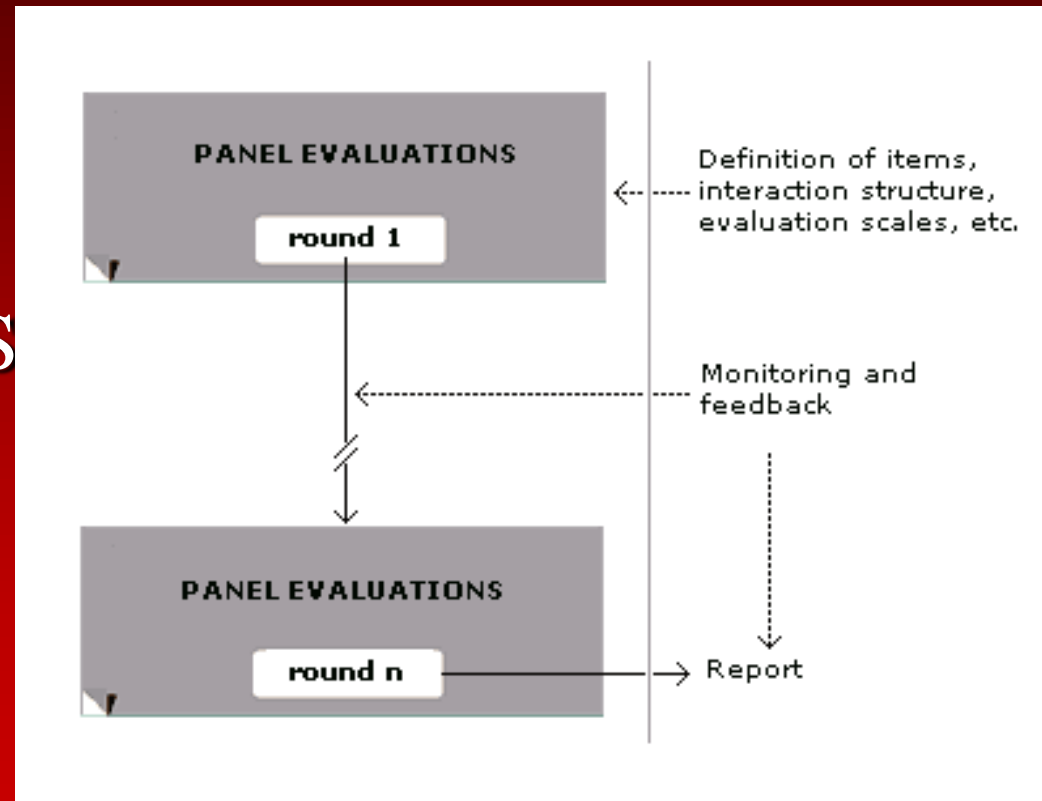 PANEL EVALUATIONS
round 1
Definition of items,
interaction structure,
evaluation scales, etc.
S
Monitoring and
feedback
PANEL EVALUATIONS
round n
Report